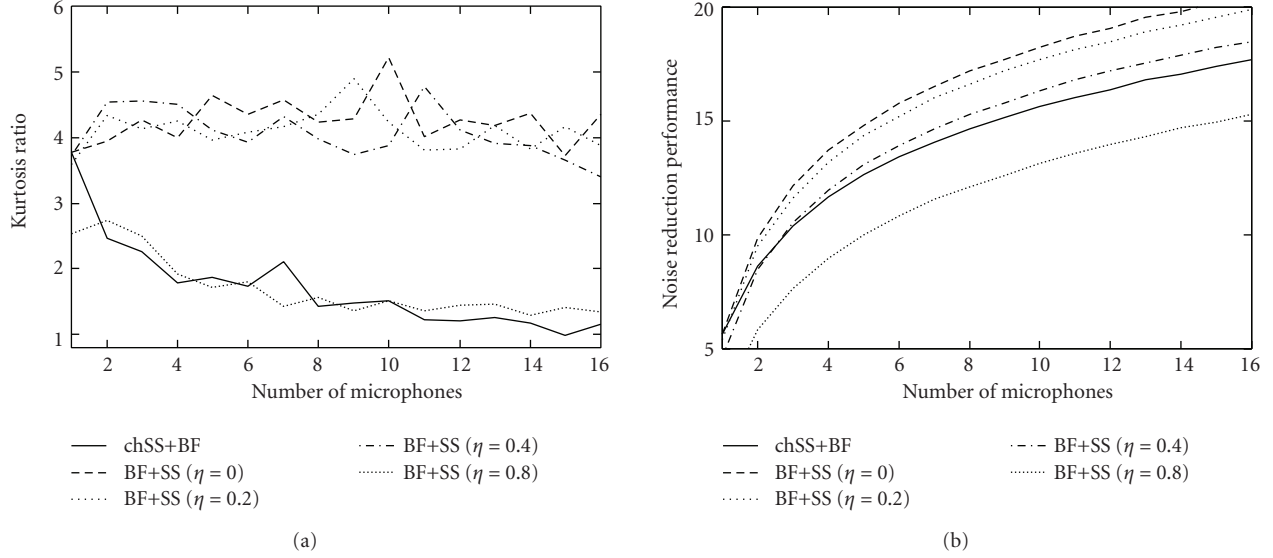 6
5
4
3
2
1
Kurtosis ratio
2 4 6 8 10 12 14 16
Number of microphones
chSS+BF
BF+SS (η = 0)
BF+SS (η = 0.2)
BF+SS (η = 0.4)
BF+SS (η = 0.8)
(a)
20
15
10
5
Noise reduction performance
2 4 6 8 10 12 14 16
Number of microphones
chSS+BF
BF+SS (η = 0)
BF+SS (η = 0.2)
BF+SS (η = 0.4)
BF+SS (η = 0.8)
(b)